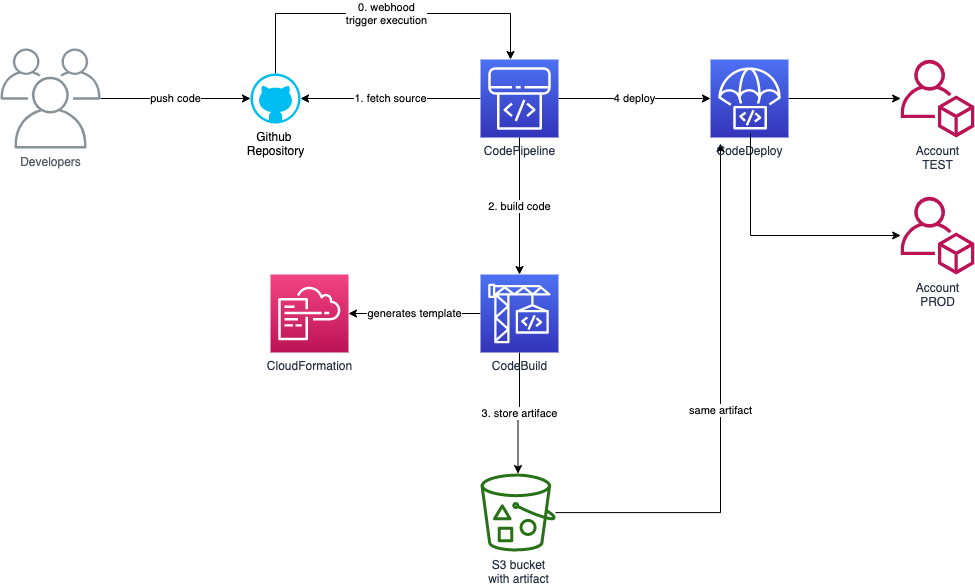 0. webhood
trigger execution
push code
1. fetch source
4 deploy
Developers
Github
Repository
CodePipeline
CodeDeploy
Account
TEST
2. build code
Account
PROD
generates template
CloudFormation
CodeBuild
3. store artiface
same artifact
S3 bucket
with artifact